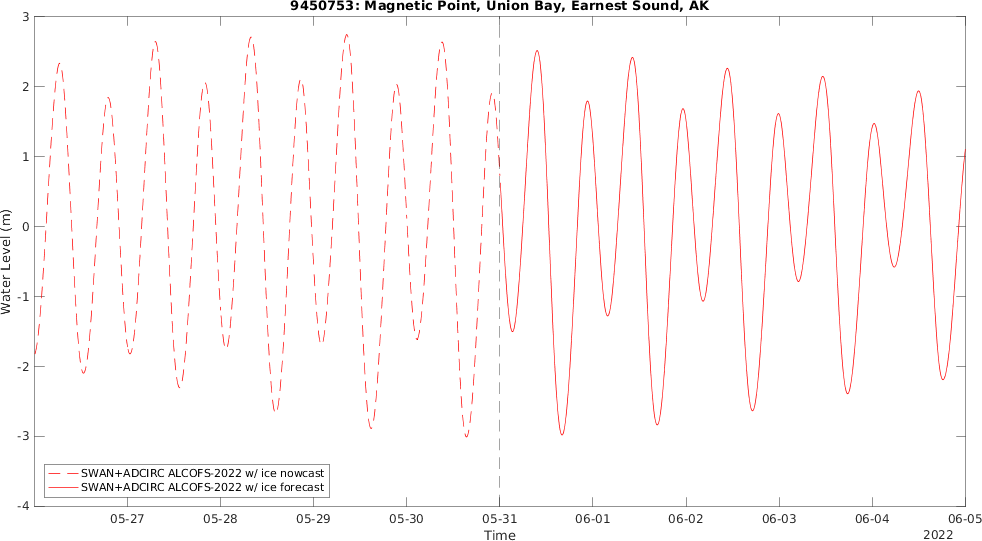 9450753: Magnetic Point, Union Bay, Earnest Sound, AK
3
2
1
0
-1
-2
-3
-4
Water Level (m)
SWAN+ADCIRC ALCOFS-2022 w/ ice nowcast
SWAN+ADCIRC ALCOFS-2022 w/ ice forecast
05-27 05-28 05-29 05-30 05-31 06-01 06-02 06-03 06-04 06-05
Time
2022